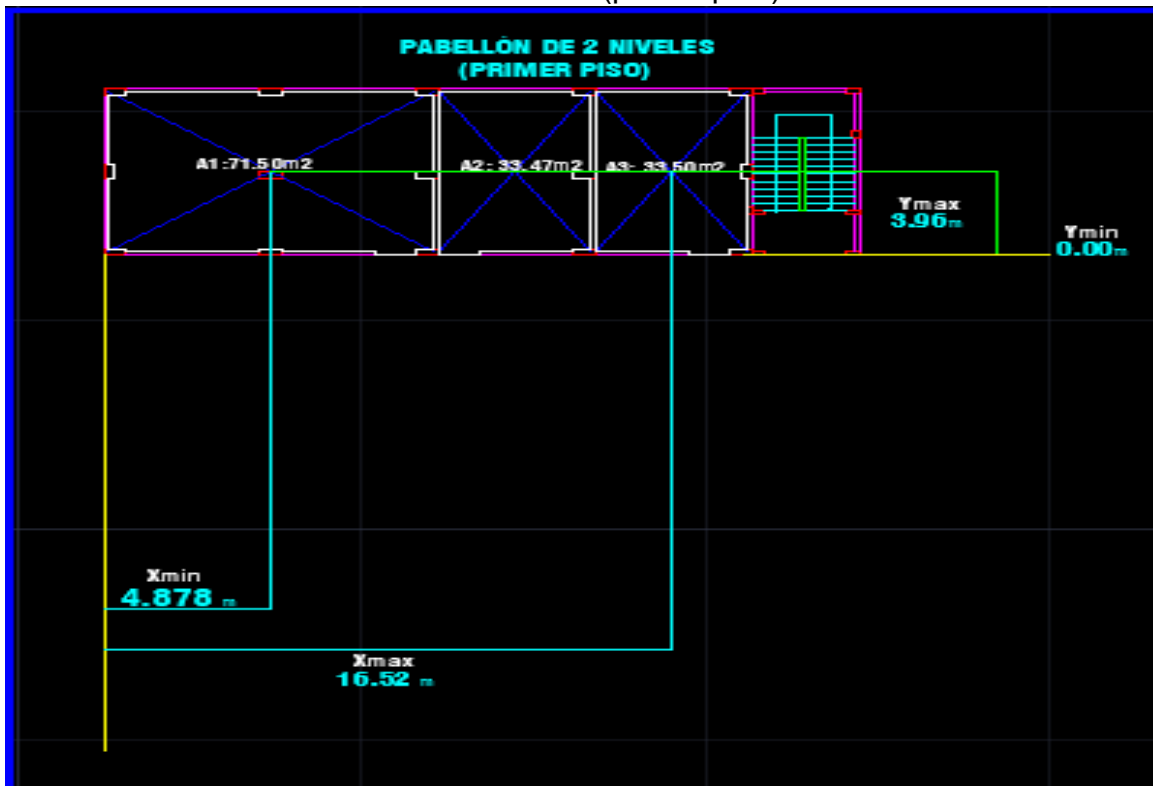 PABELLÓN DE 2 NIVELES
(PRIMER PISO)
A1:71.50m2
A2: 33.47m2
A3: 33.50m2
Ymax
3.96m
Ymin
0.00m
Xmin
4.878 m
Xmax
16.52 m